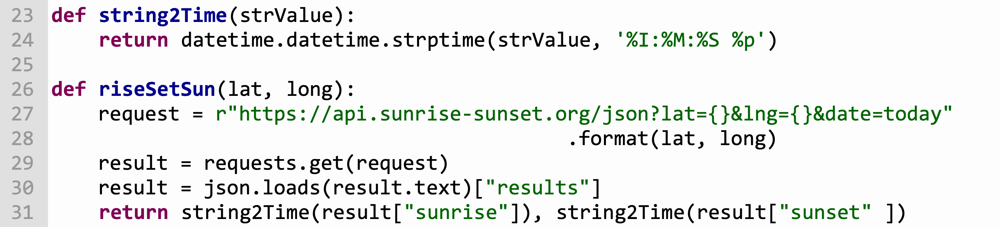 23 def string2Time(strValue):
24     return datetime.datetime.strptime(strValue, '%I:%M:%S %p')
25
26 def riseSetSun(lat, long):
27     request = r"https://api.sunrise-sunset.org/json?lat={}&lng={}&date=today"
28                                             .format(lat, long)
29     result = requests.get(request)
30     result = json.loads(result.text)["results"]
31     return string2Time(result["sunrise"]), string2Time(result["sunset" ])